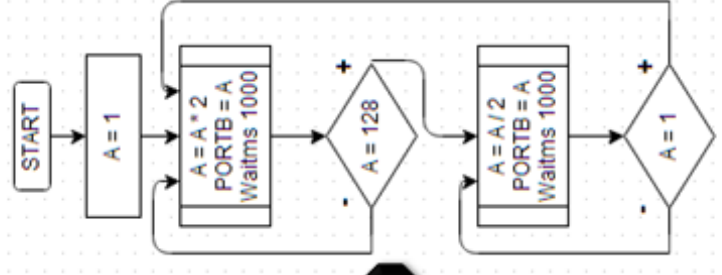 START
A = 1
A = A * 2
PORTB = A
Waitms 1000
+
A = 128
-
A = A / 2
PORTB = A
Waitms 1000
+
A = 1
-